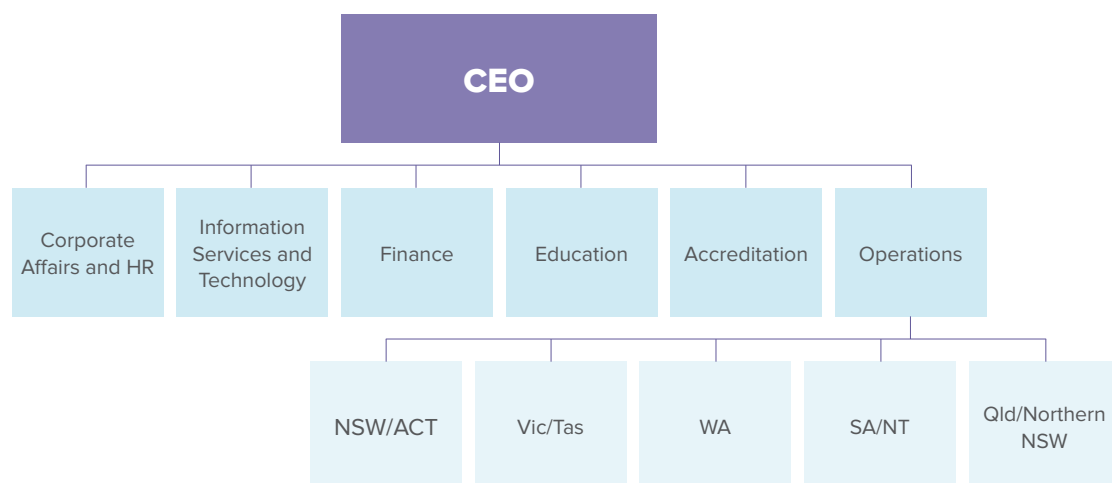 CEO
Corporate
Affairs and HR
Information
Services and
Technology
Finance
Education
Accreditation
Operations
NSW/ACT
Vic/Tas
WA
SA/NT
Qld/Northern
NSW